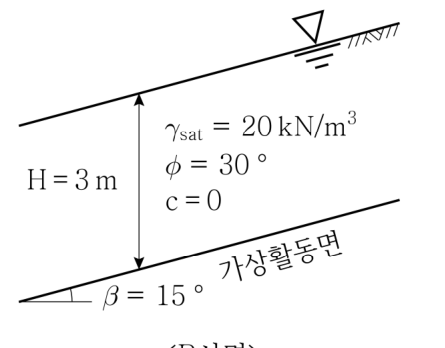 γsat = 20 kN/m³
H = 3 m
ϕ = 30 °
c = 0
가상활동면
β = 15 °